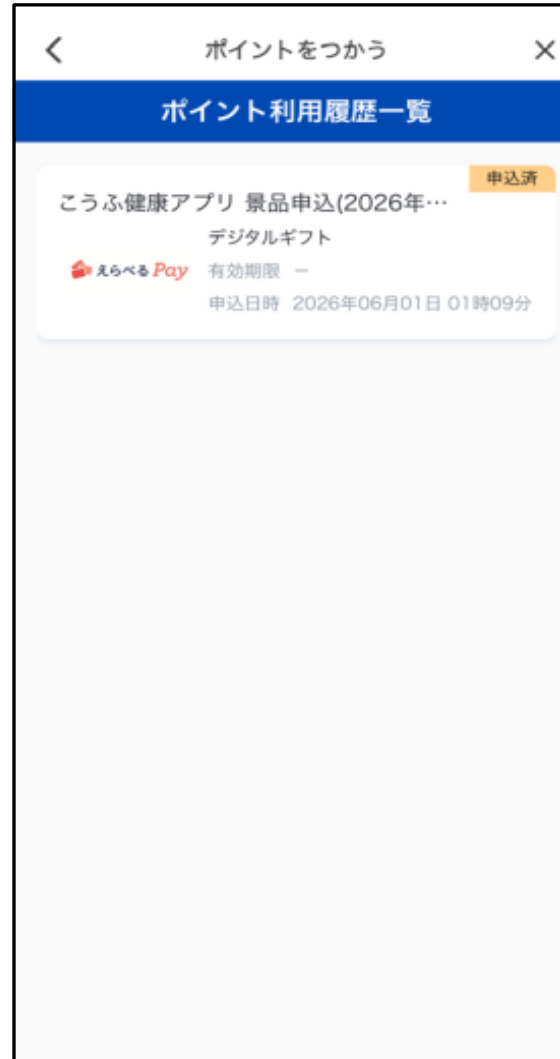 ポイントをつかう
ポイント利用履歴一覧
申込済
こうふ健康アプリ 景品申込(2026年…
デジタルギフト
えらべるPay
有効期限 ー
申込日時 2026年06月01日 01時09分